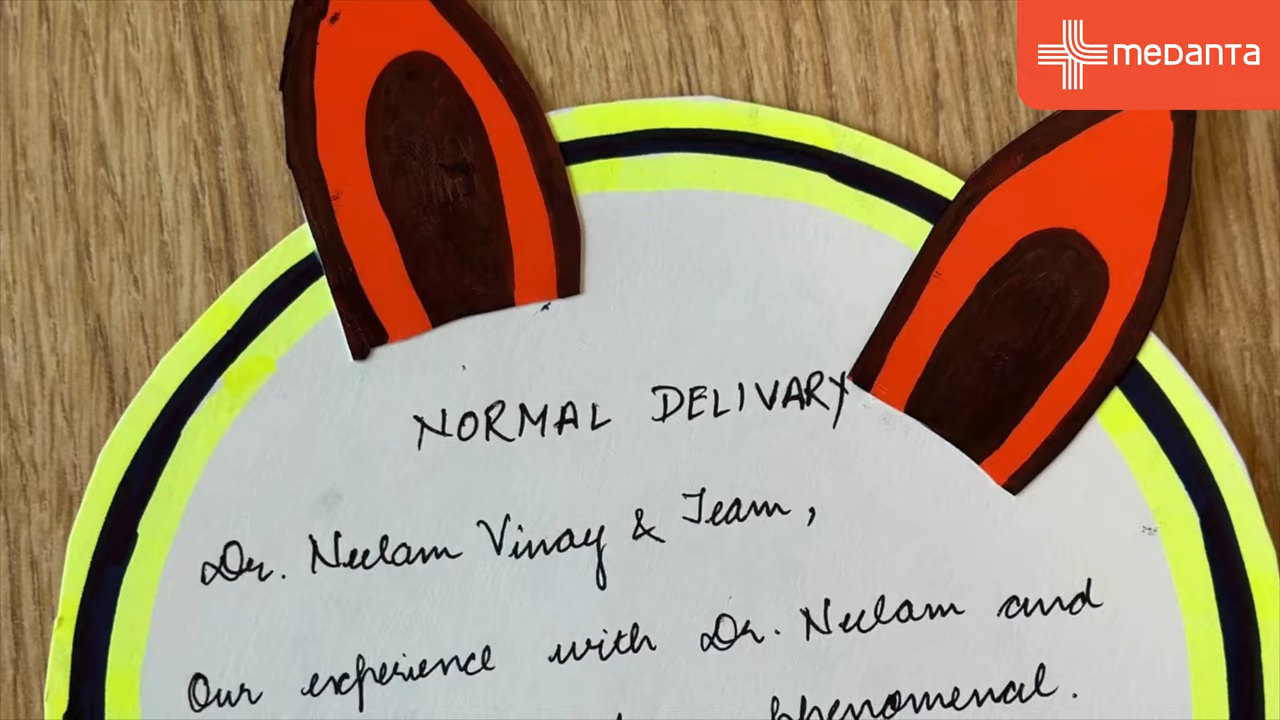 medanta
NORMAL DELIVARY
Dr. Neelam Vinay & Team,
Our experience with Dr. Neelam and
phenomenal.